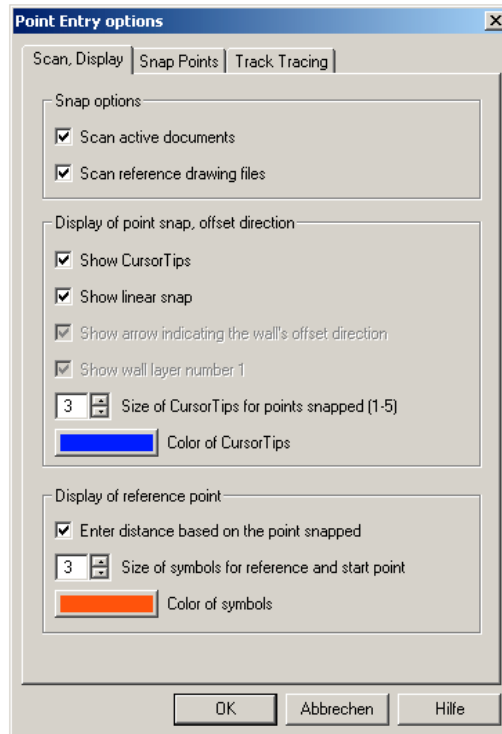 Point Entry options
Scan, Display Snap Points Track Tracing
Snap options
Scan active documents
Scan reference drawing files
Display of point snap, offset direction
Show CursorTips
Show linear snap
Show arrow indicating the wall's offset direction
Show wall layer number 1
3 Size of CursorTips for points snapped (1-5)
Color of CursorTips
Display of reference point
Enter distance based on the point snapped
3 Size of symbols for reference and start point
Color of symbols
OK Abbrechen Hilfe